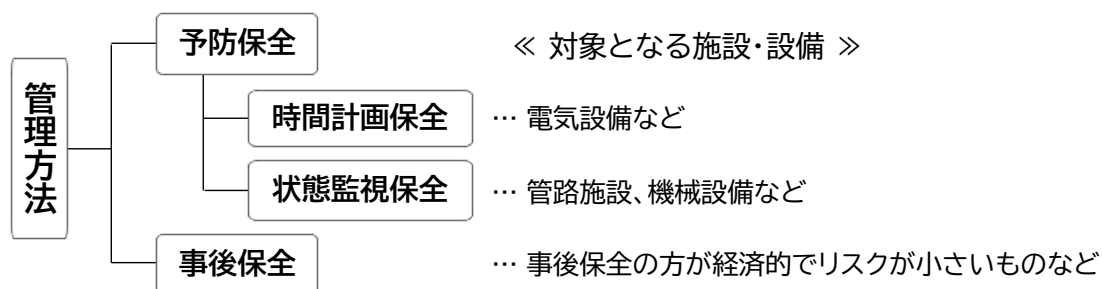 管理方法
予防保全
≪ 対象となる施設・設備 ≫
時間計画保全
… 電気設備など
状態監視保全
… 管路施設、機械設備など
事後保全
… 事後保全の方が経済的でリスクが小さいものなど